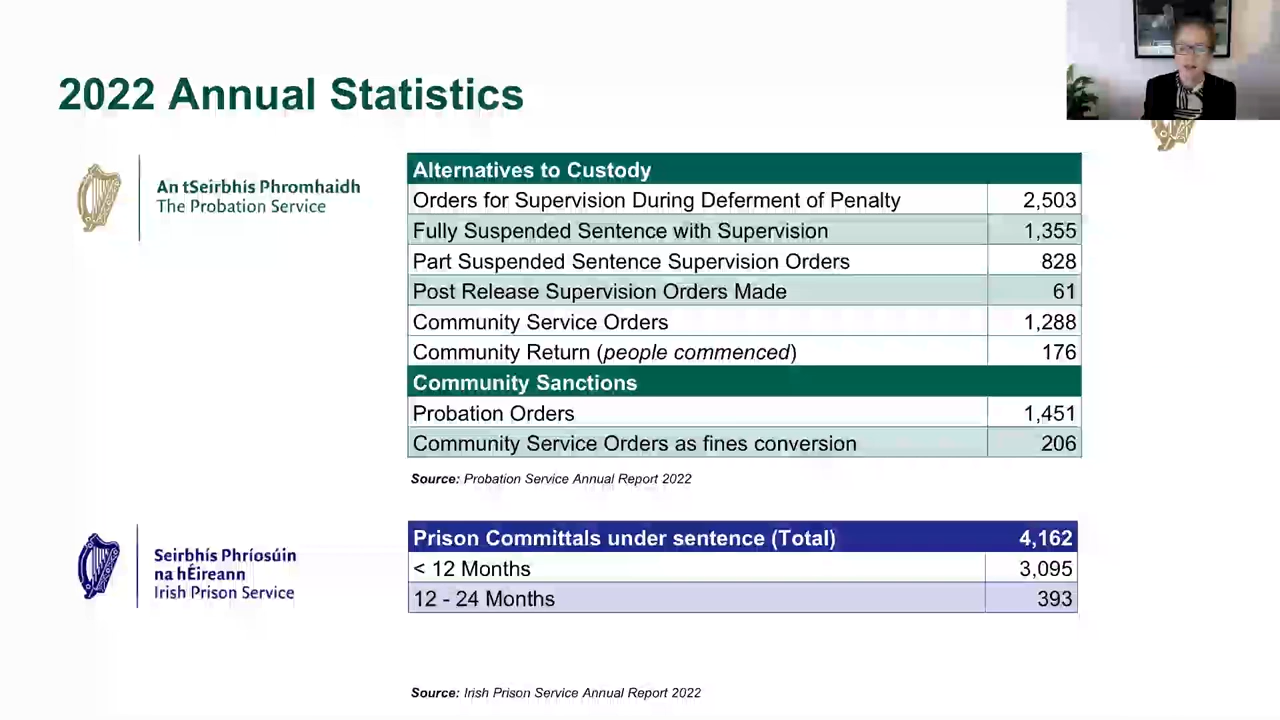 2022 Annual Statistics
An tSeirbhís Phromhaidh
The Probation Service
Alternatives to Custody
Orders for Supervision During Deferment of Penalty 2,503
Fully Suspended Sentence with Supervision 1,355
Part Suspended Sentence Supervision Orders 828
Post Release Supervision Orders Made 61
Community Service Orders 1,288
Community Return (people commenced) 176
Community Sanctions
Probation Orders 1,451
Community Service Orders as fines conversion 206
Source: Probation Service Annual Report 2022
Seirbhís Phríosúin
na hÉireann
Irish Prison Service
Prison Committals under sentence (Total) 4,162
< 12 Months 3,095
12 - 24 Months 393
Source: Irish Prison Service Annual Report 2022